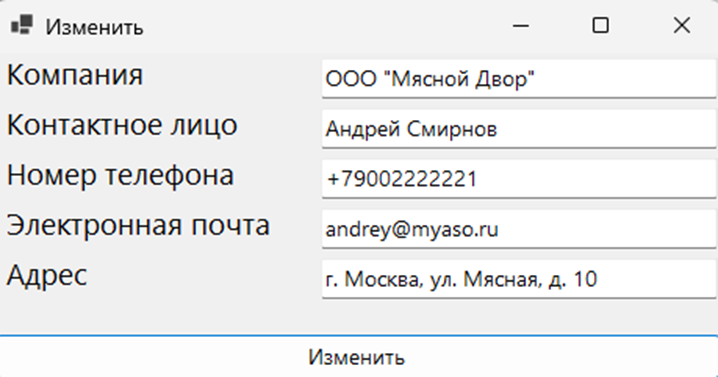 Изменить
Компания ООО "Мясной Двор"
Контактное лицо Андрей Смирнов
Номер телефона +79002222221
Электронная почта andrey@myaso.ru
Адрес г. Москва, ул. Мясная, д. 10
Изменить